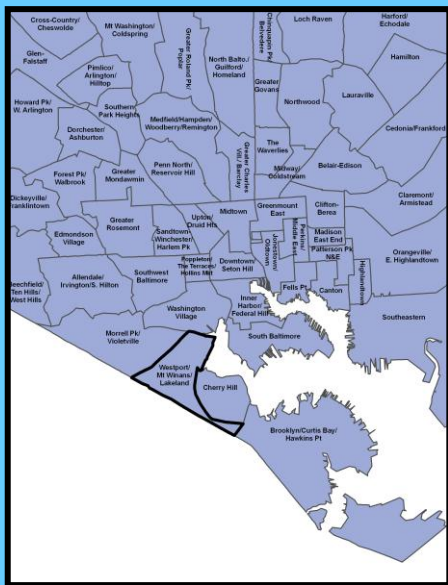 Cross-Country/
Cheswolde
Mt Washington/
Coldspring
Greater Roland Pk/
Poplar
Chinquapin Pk/
Belvedere
Loch Raven
Harford/
Echodale
Glen-
Falstaff
Pimlico/
Arlington/
Hilltop
North Balto./
Guilford/
Homeland
Greater
Govans
Hamilton
Northwood
Lauraville
Howard Pk/
W. Arlington
Southern
Park Heights
Medfield/Hampden/
Woodberry/Remington
Cedonia/Frankford
Dorchester/
Ashburton
The
Waverlies
Greater Charles
Vill./ Barclay
Midway/
Coldstream
Belair-Edison
Penn North/
Reservoir Hill
Forest Pk/
Walbrook
Greater
Mondawmin
Claremont/
Armistead
Dickeyville/
Franklintown
Greater
Rosemont
Upton/
Druid Hts
Midtown
Greenmount
East
Clifton-
Berea
Edmondson
Village
Sandtown-
Winchester/
Harlem Pk
Jonestown/
Oldtown
Perkins/
Middle East
Madison
East End
Patterson Pk
N&E
Orangeville/
E. Highlandtown
Allendale/
Irvington/S. Hilton
Southwest
Baltimore
Poppleton/
The Terraces/
Hollins Mkt
Downtown/
Seton Hill
Highlandtown
Beechfield/
Ten Hills/
West Hills
Fells Pt
Canton
Washington
Village
Inner
Harbor/
Federal Hill
Southeastern
Morrell Pk/
Violetville
South Baltimore
Westport/
Mt Winans/
Lakeland
Cherry Hill
Brooklyn/Curtis Bay/
Hawkins Pt